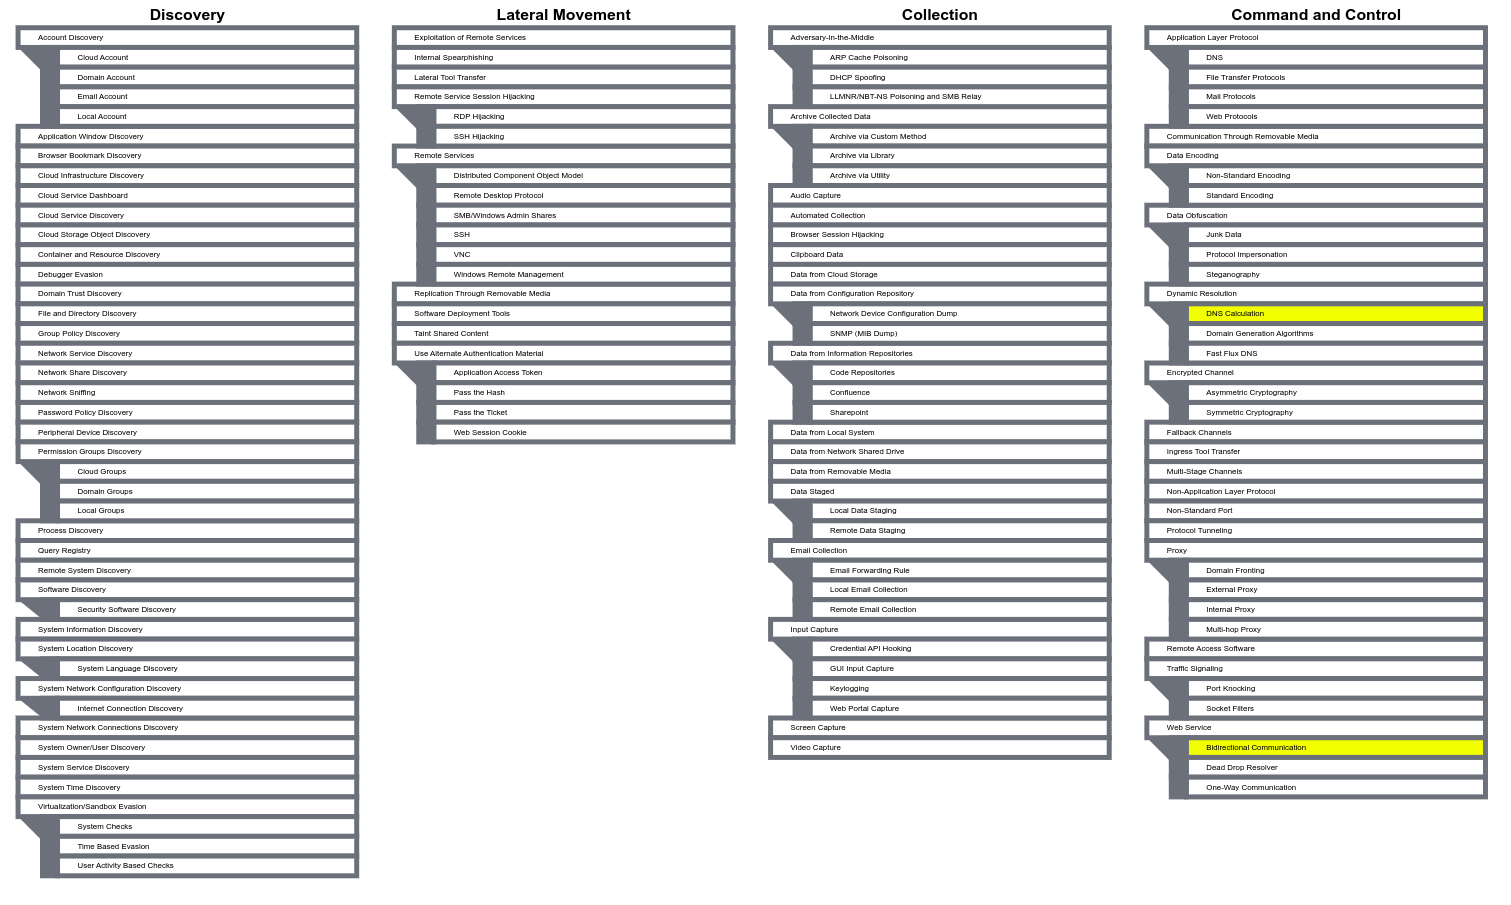 Discovery
Account Discovery
Cloud Account
Domain Account
Email Account
Local Account
Application Window Discovery
Browser Bookmark Discovery
Cloud Infrastructure Discovery
Cloud Service Dashboard
Cloud Service Discovery
Cloud Storage Object Discovery
Container and Resource Discovery
Debugger Evasion
Domain Trust Discovery
File and Directory Discovery
Group Policy Discovery
Network Service Discovery
Network Share Discovery
Network Sniffing
Password Policy Discovery
Peripheral Device Discovery
Permission Groups Discovery
Cloud Groups
Domain Groups
Local Groups
Process Discovery
Query Registry
Remote System Discovery
Software Discovery
Security Software Discovery
System Information Discovery
System Location Discovery
System Language Discovery
System Network Configuration Discovery
Internet Connection Discovery
System Network Connections Discovery
System Owner/User Discovery
System Service Discovery
System Time Discovery
Virtualization/Sandbox Evasion
System Checks
Time Based Evasion
User Activity Based Checks
Lateral Movement
Exploitation of Remote Services
Internal Spearphishing
Lateral Tool Transfer
Remote Service Session Hijacking
RDP Hijacking
SSH Hijacking
Remote Services
Distributed Component Object Model
Remote Desktop Protocol
SMB/Windows Admin Shares
SSH
VNC
Windows Remote Management
Replication Through Removable Media
Software Deployment Tools
Taint Shared Content
Use Alternate Authentication Material
Application Access Token
Pass the Hash
Pass the Ticket
Web Session Cookie
Collection
Adversary-in-the-Middle
ARP Cache Poisoning
DHCP Spoofing
LLMNR/NBT-NS Poisoning and SMB Relay
Archive Collected Data
Archive via Custom Method
Archive via Library
Archive via Utility
Audio Capture
Automated Collection
Browser Session Hijacking
Clipboard Data
Data from Cloud Storage
Data from Configuration Repository
Network Device Configuration Dump
SNMP (MIB Dump)
Data from Information Repositories
Code Repositories
Confluence
Sharepoint
Data from Local System
Data from Network Shared Drive
Data from Removable Media
Data Staged
Local Data Staging
Remote Data Staging
Email Collection
Email Forwarding Rule
Local Email Collection
Remote Email Collection
Input Capture
Credential API Hooking
GUI Input Capture
Keylogging
Web Portal Capture
Screen Capture
Video Capture
Command and Control
Application Layer Protocol
DNS
File Transfer Protocols
Mail Protocols
Web Protocols
Communication Through Removable Media
Data Encoding
Non-Standard Encoding
Standard Encoding
Data Obfuscation
Junk Data
Protocol Impersonation
Steganography
Dynamic Resolution
DNS Calculation
Domain Generation Algorithms
Fast Flux DNS
Encrypted Channel
Asymmetric Cryptography
Symmetric Cryptography
Fallback Channels
Ingress Tool Transfer
Multi-Stage Channels
Non-Application Layer Protocol
Non-Standard Port
Protocol Tunneling
Proxy
Domain Fronting
External Proxy
Internal Proxy
Multi-hop Proxy
Remote Access Software
Traffic Signaling
Port Knocking
Socket Filters
Web Service
Bidirectional Communication
Dead Drop Resolver
One-Way Communication